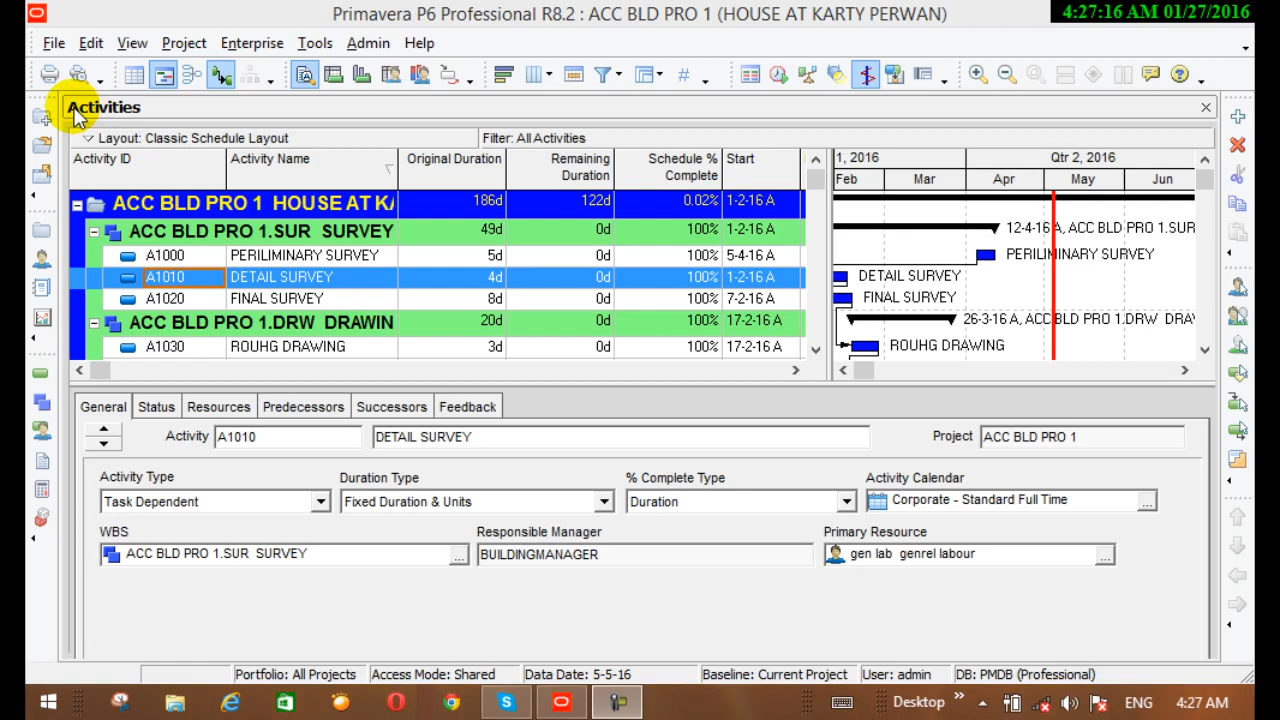 Primavera P6 Professional R8.2 : ACC BLD PRO 1 (HOUSE AT KARTY PERWAN)
4:27:16 AM 01/27/2016
File Edit View Project Enterprise Tools Admin Help
Activities
Layout: Classic Schedule Layout Filter: All Activities
Activity ID Activity Name Original Duration Remaining Duration Schedule % Complete Start
1, 2016 Qtr 2, 2016
Feb Mar Apr May Jun
ACC BLD PRO 1 HOUSE AT KA 186d 122d 0.02% 1-2-16 A
ACC BLD PRO 1.SUR SURVEY 49d 0d 100% 1-2-16 A 12-4-16 A, ACC BLD PRO 1.SUR
A1000 PERILIMINARY SURVEY 5d 0d 100% 5-4-16 A PERILIMINARY SURVEY
A1010 DETAIL SURVEY 4d 0d 100% 1-2-16 A DETAIL SURVEY
A1020 FINAL SURVEY 8d 0d 100% 7-2-16 A FINAL SURVEY
ACC BLD PRO 1.DRW DRAWIN 20d 0d 100% 17-2-16 A 26-3-16 A, ACC BLD PRO 1.DRW DRAW
A1030 ROUHG DRAWING 3d 0d 100% 17-2-16 A ROUHG DRAWING
General Status Resources Predecessors Successors Feedback
Activity A1010 DETAIL SURVEY Project ACC BLD PRO 1
Activity Type Duration Type % Complete Type Activity Calendar
Task Dependent Fixed Duration & Units Duration Corporate - Standard Full Time
WBS Responsible Manager Primary Resource
ACC BLD PRO 1.SUR SURVEY BUILDINGMANAGER gen lab genrel labour
Portfolio: All Projects Access Mode: Shared Data Date: 5-5-16 Baseline: Current Project User: admin DB: PMDB (Professional)
Desktop ENG 4:27 AM